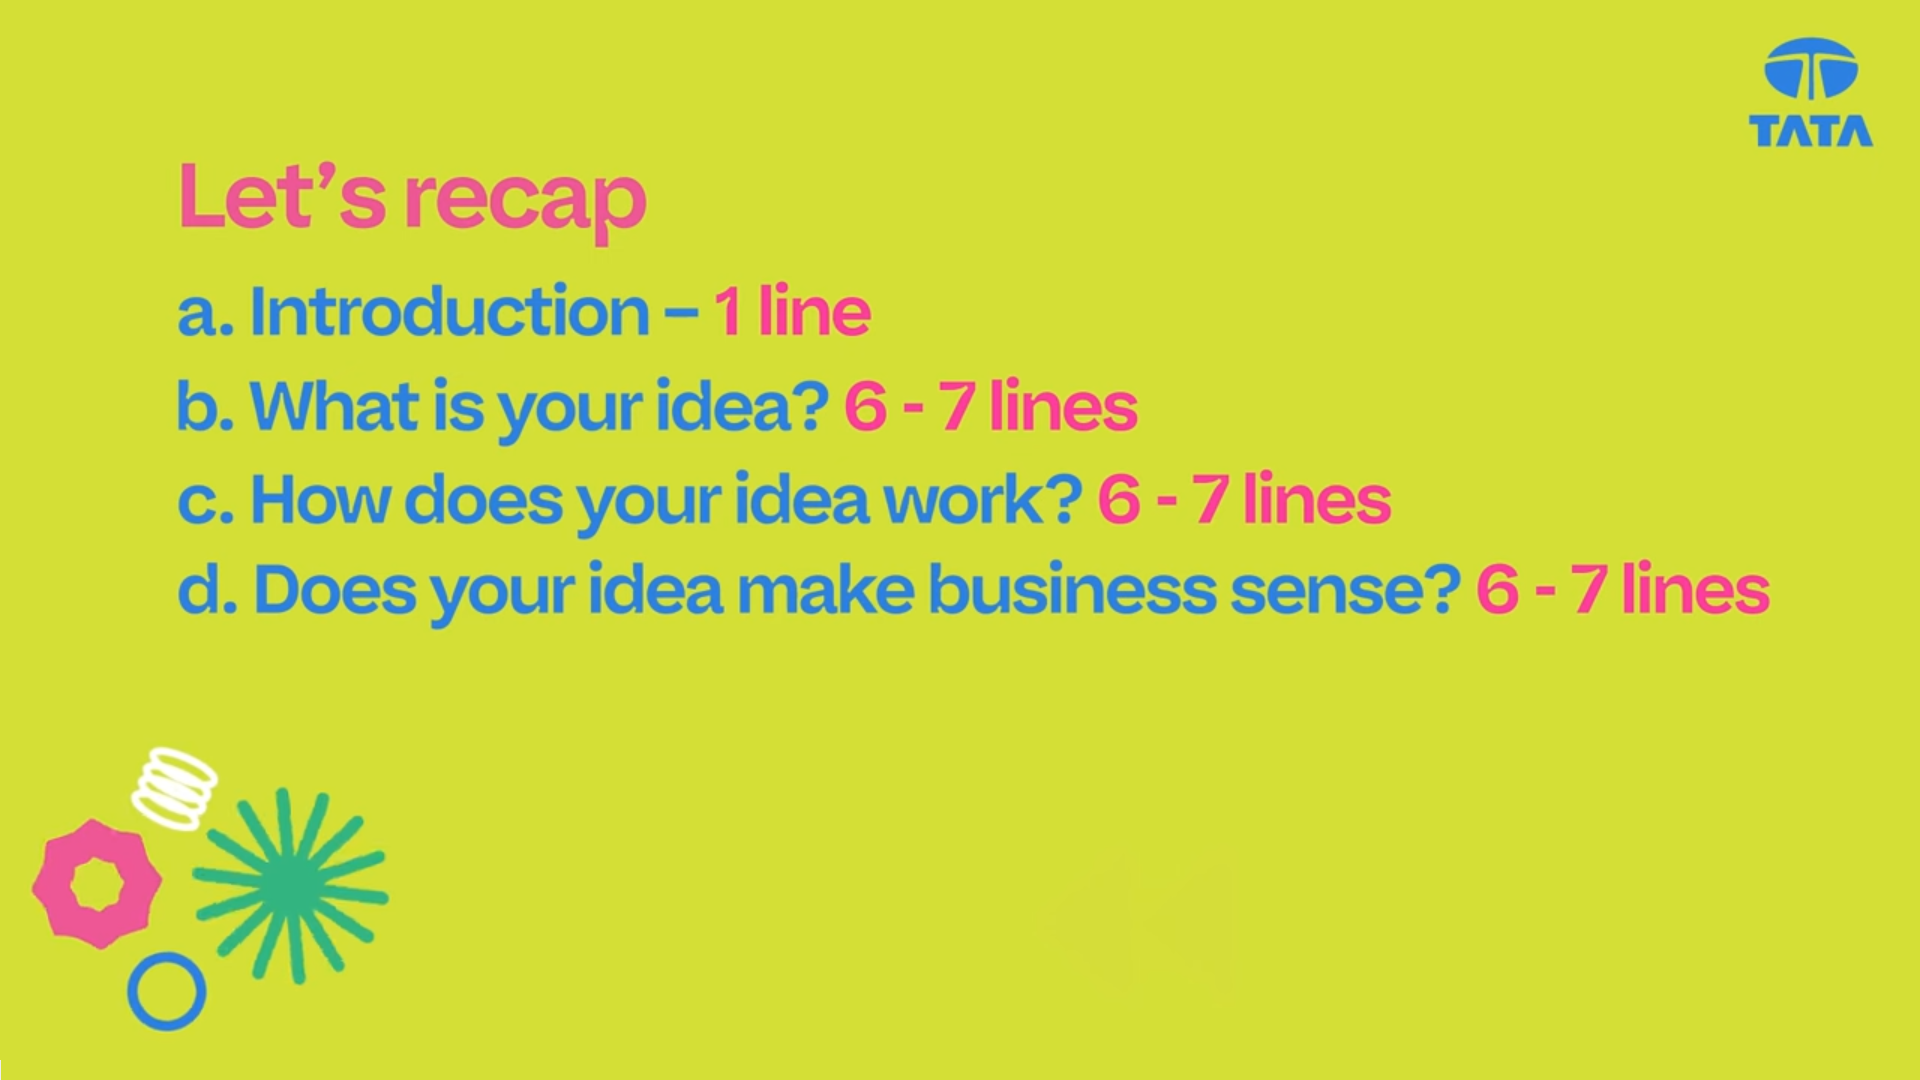 TATA
Let’s recap
a. Introduction – 1 line
b. What is your idea? 6 - 7 lines
c. How does your idea work? 6 - 7 lines
d. Does your idea make business sense? 6 - 7 lines